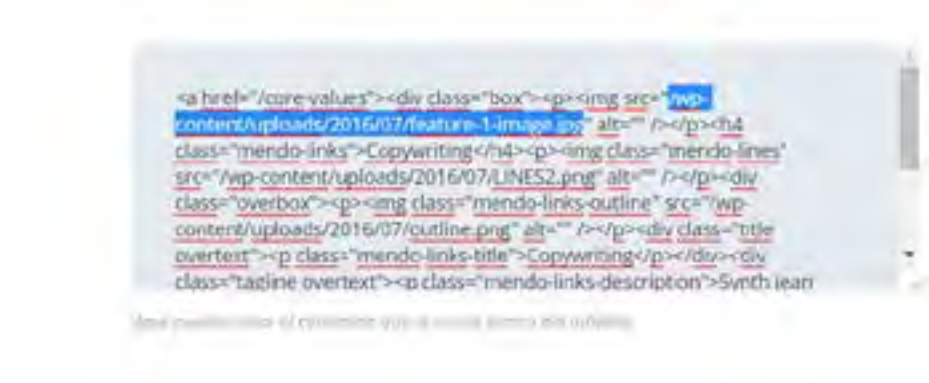 <a href="/core-values"><div class="box"><p><img src="/wp-
content/uploads/2016/07/feature-1-image.jpg" alt="" /></p><h4
class="mendo-links">Copywriting</h4><p><img class="mendo-lines"
src="/wp-content/uploads/2016/07/LINES2.png" alt="" /></p><div
class="overbox"><p><img class="mendo-links-outline" src="/wp-
content/uploads/2016/07/outline.png" alt="" /></p><div class="title
overtext"><p class="mendo-links-title">Copywriting</p></div><div
class="tagline overtext"><p class="mendo-links-description">Synth jean